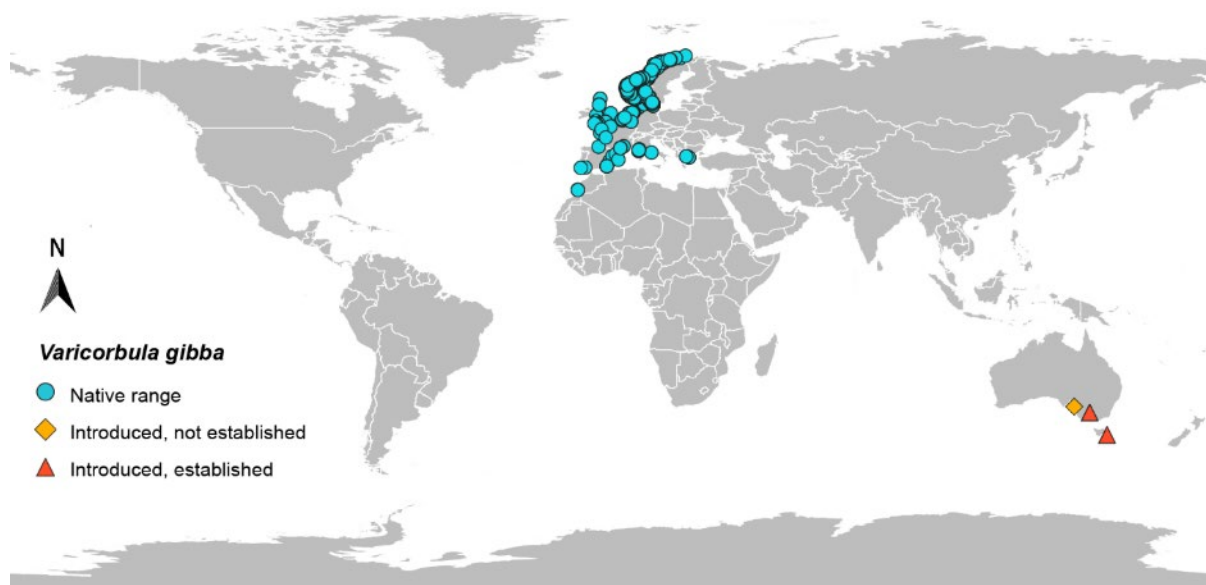 N
Varicorbula gibba
Native range
Introduced, not established
Introduced, established